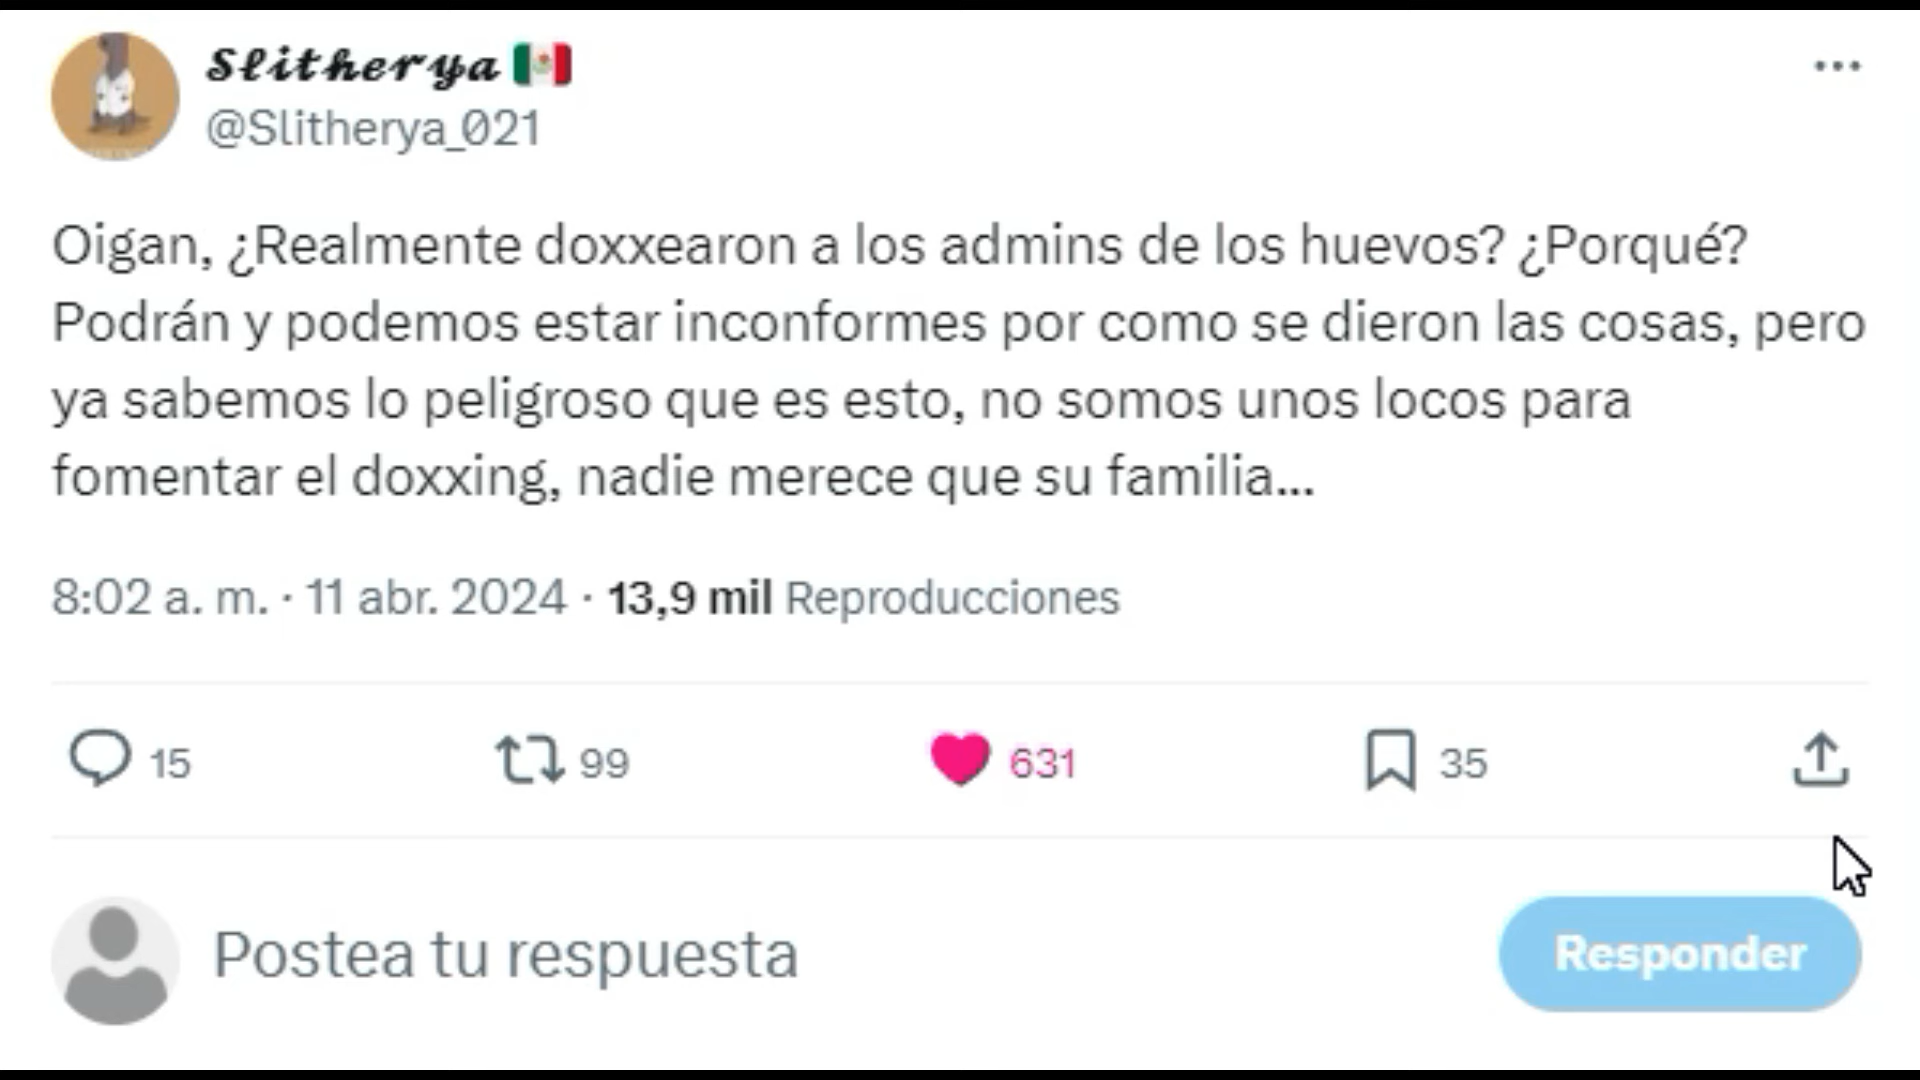 Slitherya
@Slitherya_021
Oigan, ¿Realmente doxxearon a los admins de los huevos? ¿Porqué?
Podrán y podemos estar inconformes por como se dieron las cosas, pero
ya sabemos lo peligroso que es esto, no somos unos locos para
fomentar el doxxing, nadie merece que su familia...
8:02 a. m. · 11 abr. 2024 · 13,9 mil Reproducciones
15 99 631 35
Postea tu respuesta Responder